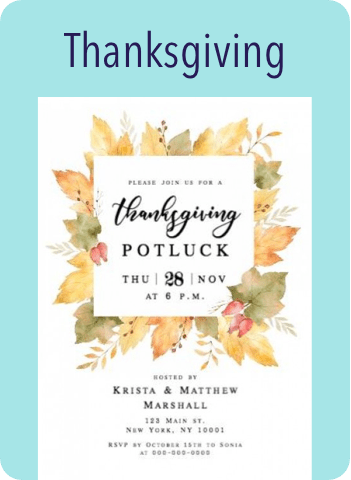 Thanksgiving
PLEASE JOIN US FOR A
thanksgiving
POTLUCK
THU | 28 | NOV
AT 6 P.M.
HOSTED BY
KRISTA & MATTHEW
MARSHALL
123 MAIN ST.
NEW YORK, NY 10001
RSVP BY OCTOBER 15TH TO SONIA
AT 000-000-0000